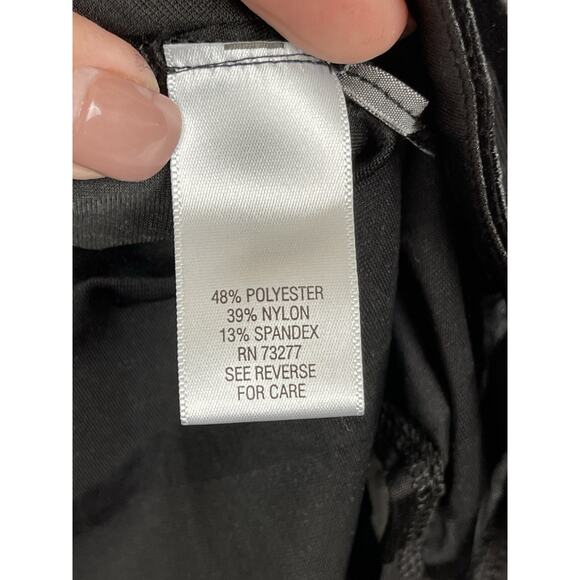 48% POLYESTER
39% NYLON
13% SPANDEX
RN 73277
SEE REVERSE
FOR CARE